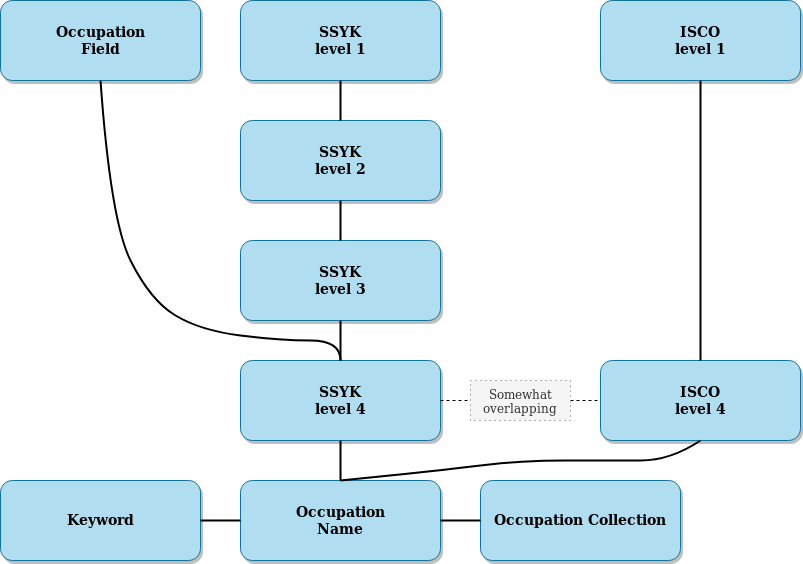 Occupation
Field
SSYK
level 1
ISCO
level 1
SSYK
level 2
SSYK
level 3
SSYK
level 4
Somewhat
overlapping
ISCO
level 4
Keyword
Occupation
Name
Occupation Collection